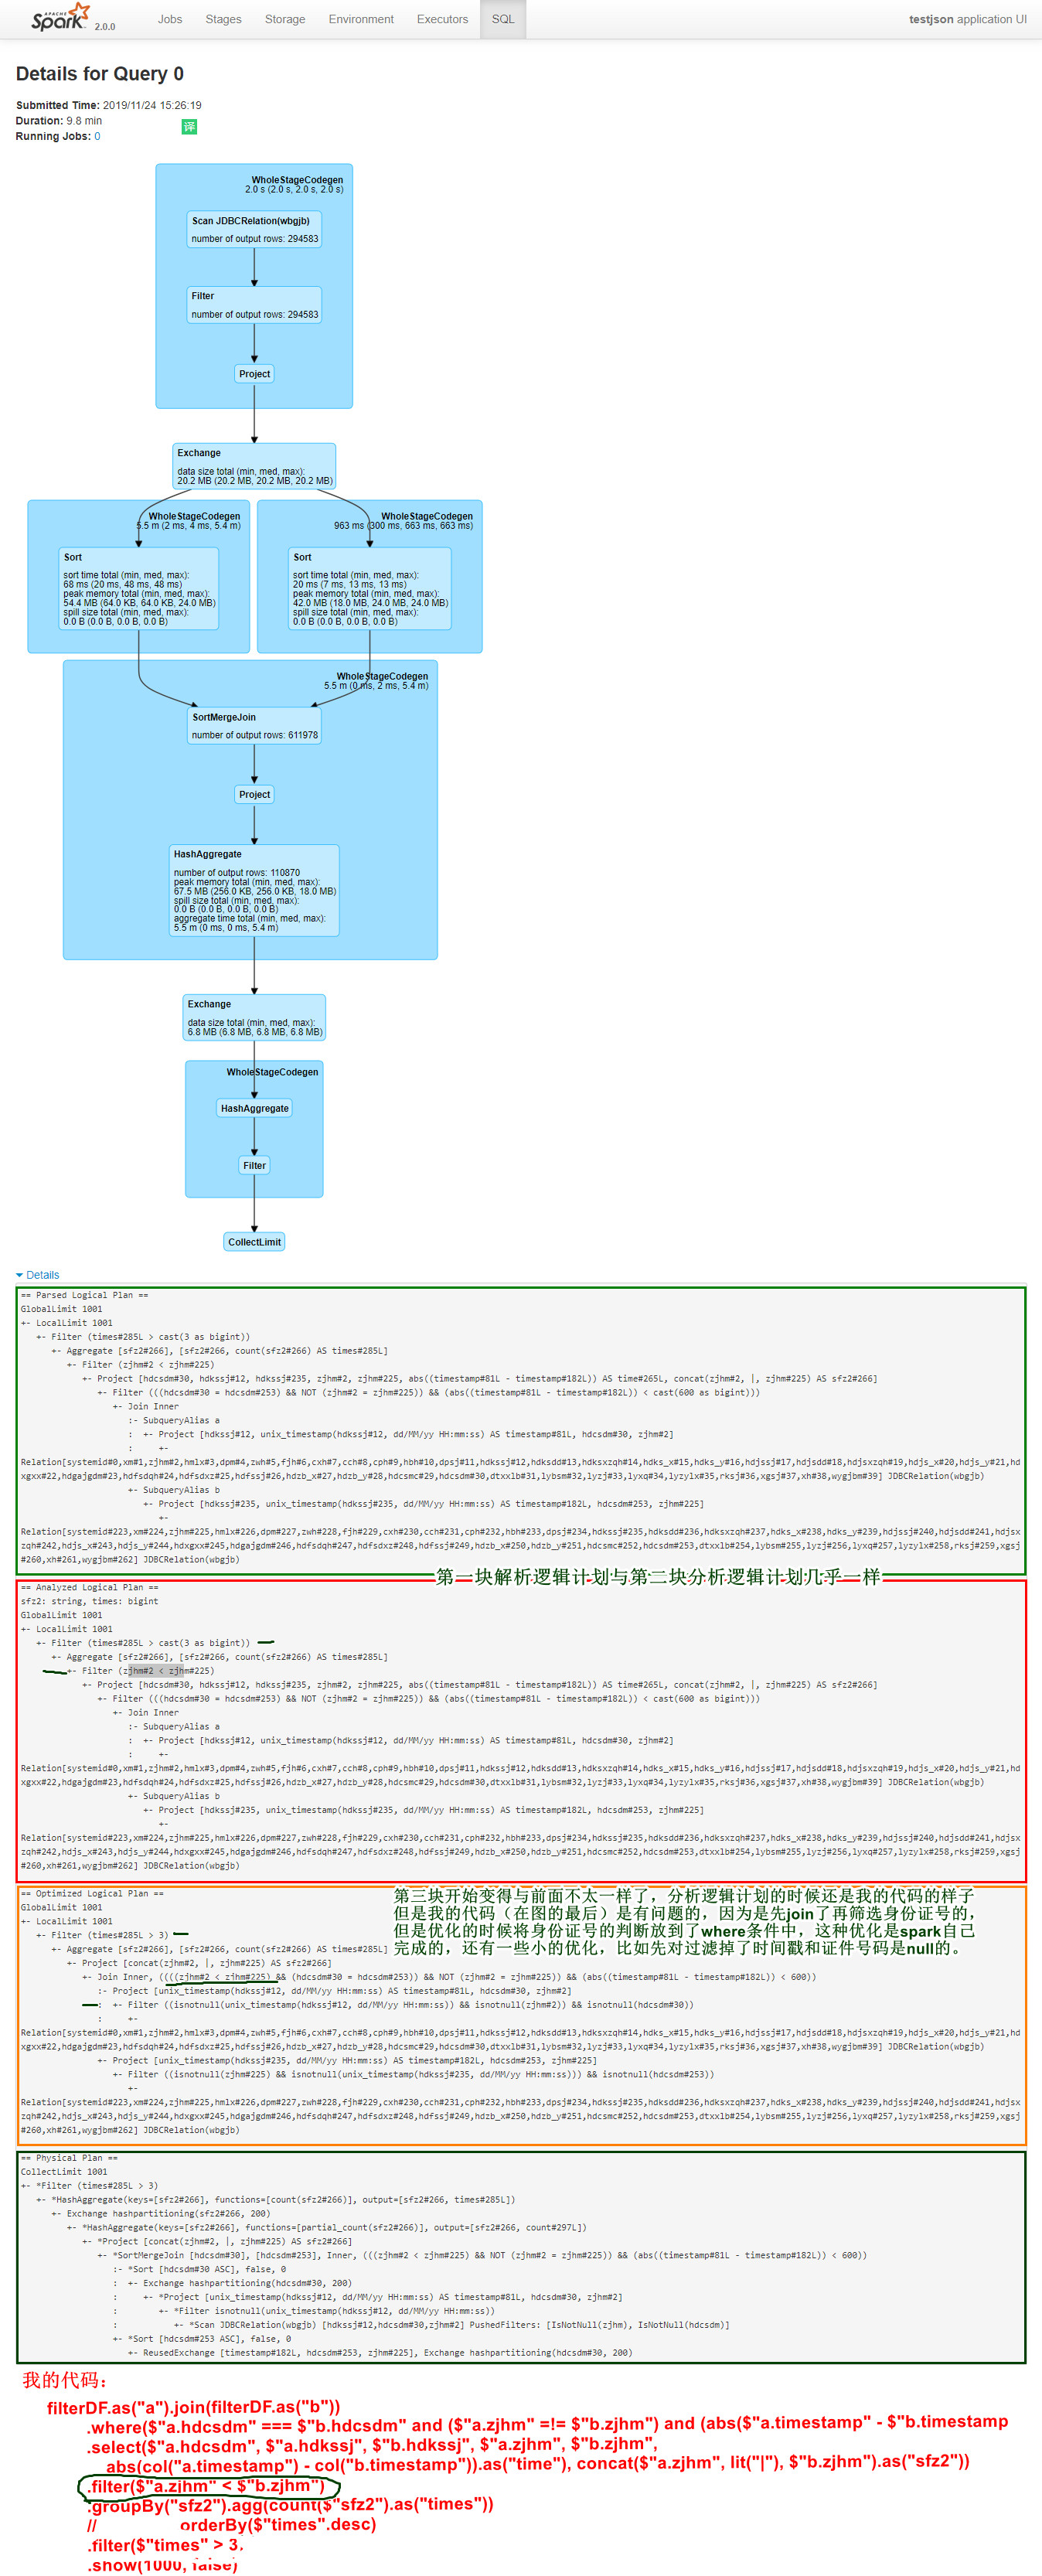 APACHE
Spark 2.0.0
Jobs Stages Storage Environment Executors SQL testjson application UI
Details for Query 0
Submitted Time: 2019/11/24 15:26:19
Duration: 9.8 min
译
Running Jobs: 0
WholeStageCodegen
2.0 s (2.0 s, 2.0 s, 2.0 s)
Scan JDBCRelation(wbgjb)
number of output rows: 294583
Filter
number of output rows: 294583
Project
Exchange
data size total (min, med, max):
20.2 MB (20.2 MB, 20.2 MB, 20.2 MB)
WholeStageCodegen
5.5 m (2 ms, 4 ms, 5.4 m)
Sort
sort time total (min, med, max):
68 ms (20 ms, 48 ms, 48 ms)
peak memory total (min, med, max):
54.4 MB (64.0 KB, 64.0 KB, 24.0 MB)
spill size total (min, med, max):
0.0 B (0.0 B, 0.0 B, 0.0 B)
WholeStageCodegen
963 ms (300 ms, 663 ms, 663 ms)
Sort
sort time total (min, med, max):
20 ms (7 ms, 13 ms, 13 ms)
peak memory total (min, med, max):
42.0 MB (18.0 MB, 24.0 MB, 24.0 MB)
spill size total (min, med, max):
0.0 B (0.0 B, 0.0 B, 0.0 B)
WholeStageCodegen
5.5 m (0 ms, 2 ms, 5.4 m)
SortMergeJoin
number of output rows: 611978
Project
HashAggregate
number of output rows: 110870
peak memory total (min, med, max):
67.5 MB (256.0 KB, 256.0 KB, 18.0 MB)
spill size total (min, med, max):
0.0 B (0.0 B, 0.0 B, 0.0 B)
aggregate time total (min, med, max):
5.5 m (0 ms, 0 ms, 5.4 m)
Exchange
data size total (min, med, max):
6.8 MB (6.8 MB, 6.8 MB, 6.8 MB)
WholeStageCodegen
HashAggregate
Filter
CollectLimit
Details
== Parsed Logical Plan ==
GlobalLimit 1001
+- LocalLimit 1001
+- Filter (times#285L > cast(3 as bigint))
+- Aggregate [sfz2#266], [sfz2#266, count(sfz2#266) AS times#285L]
+- Filter (zjhm#2 < zjhm#225)
+- Project [hdcsdm#30, hdkssj#12, hdkssj#235, zjhm#2, zjhm#225, abs((timestamp#81L - timestamp#182L)) AS time#265L, concat(zjhm#2, |, zjhm#225) AS sfz2#266]
+- Filter (((hdcsdm#30 = hdcsdm#253) && NOT (zjhm#2 = zjhm#225)) && (abs((timestamp#81L - timestamp#182L)) < cast(600 as bigint)))
+- Join Inner
:- SubqueryAlias a
: +- Project [hdkssj#12, unix_timestamp(hdkssj#12, dd/MM/yy HH:mm:ss) AS timestamp#81L, hdcsdm#30, zjhm#2]
: +-
Relation[systemid#0,xm#1,zjhm#2,hmlx#3,dpm#4,zwh#5,fjh#6,cxh#7,cch#8,cph#9,hbh#10,dpsj#11,hdkssj#12,hdksdd#13,hdksxzqh#14,hdks_x#15,hdks_y#16,hdjssj#17,hdjsdd#18,hdjsxzqh#19,hdjs_x#20,hdjs_y#21,hd
xgxx#22,hdgajgdm#23,hdfsdqh#24,hdfsdxz#25,hdfssj#26,hdzb_x#27,hdzb_y#28,hdcsmc#29,hdcsdm#30,dtxxlb#31,lybsm#32,lyzj#33,lyxq#34,lyzylx#35,rksj#36,xgsj#37,xh#38,wygjbm#39] JDBCRelation(wbgjb)
+- SubqueryAlias b
+- Project [hdkssj#235, unix_timestamp(hdkssj#235, dd/MM/yy HH:mm:ss) AS timestamp#182L, hdcsdm#253, zjhm#225]
+-
Relation[systemid#223,xm#224,zjhm#225,hmlx#226,dpm#227,zwh#228,fjh#229,cxh#230,cch#231,cph#232,hbh#233,dpsj#234,hdkssj#235,hdksdd#236,hdksxzqh#237,hdks_x#238,hdks_y#239,hdjssj#240,hdjsdd#241,hdjsx
zqh#242,hdjs_x#243,hdjs_y#244,hdxgxx#245,hdgajgdm#246,hdfsdqh#247,hdfsdxz#248,hdfssj#249,hdzb_x#250,hdzb_y#251,hdcsmc#252,hdcsdm#253,dtxxlb#254,lybsm#255,lyzj#256,lyxq#257,lyzylx#258,rksj#259,xgsj
#260,xh#261,wygjbm#262] JDBCRelation(wbgjb)
第一块解析逻辑计划与第二块分析逻辑计划几乎一样
== Analyzed Logical Plan ==
sfz2: string, times: bigint
GlobalLimit 1001
+- LocalLimit 1001
+- Filter (times#285L > cast(3 as bigint))
+- Aggregate [sfz2#266], [sfz2#266, count(sfz2#266) AS times#285L]
+- Filter (zjhm#2 < zjhm#225)
+- Project [hdcsdm#30, hdkssj#12, hdkssj#235, zjhm#2, zjhm#225, abs((timestamp#81L - timestamp#182L)) AS time#265L, concat(zjhm#2, |, zjhm#225) AS sfz2#266]
+- Filter (((hdcsdm#30 = hdcsdm#253) && NOT (zjhm#2 = zjhm#225)) && (abs((timestamp#81L - timestamp#182L)) < cast(600 as bigint)))
+- Join Inner
:- SubqueryAlias a
: +- Project [hdkssj#12, unix_timestamp(hdkssj#12, dd/MM/yy HH:mm:ss) AS timestamp#81L, hdcsdm#30, zjhm#2]
: +-
Relation[systemid#0,xm#1,zjhm#2,hmlx#3,dpm#4,zwh#5,fjh#6,cxh#7,cch#8,cph#9,hbh#10,dpsj#11,hdkssj#12,hdksdd#13,hdksxzqh#14,hdks_x#15,hdks_y#16,hdjssj#17,hdjsdd#18,hdjsxzqh#19,hdjs_x#20,hdjs_y#21,hd
xgxx#22,hdgajgdm#23,hdfsdqh#24,hdfsdxz#25,hdfssj#26,hdzb_x#27,hdzb_y#28,hdcsmc#29,hdcsdm#30,dtxxlb#31,lybsm#32,lyzj#33,lyxq#34,lyzylx#35,rksj#36,xgsj#37,xh#38,wygjbm#39] JDBCRelation(wbgjb)
+- SubqueryAlias b
+- Project [hdkssj#235, unix_timestamp(hdkssj#235, dd/MM/yy HH:mm:ss) AS timestamp#182L, hdcsdm#253, zjhm#225]
+-
Relation[systemid#223,xm#224,zjhm#225,hmlx#226,dpm#227,zwh#228,fjh#229,cxh#230,cch#231,cph#232,hbh#233,dpsj#234,hdkssj#235,hdksdd#236,hdksxzqh#237,hdks_x#238,hdks_y#239,hdjssj#240,hdjsdd#241,hdjsx
zqh#242,hdjs_x#243,hdjs_y#244,hdxgxx#245,hdgajgdm#246,hdfsdqh#247,hdfsdxz#248,hdfssj#249,hdzb_x#250,hdzb_y#251,hdcsmc#252,hdcsdm#253,dtxxlb#254,lybsm#255,lyzj#256,lyxq#257,lyzylx#258,rksj#259,xgsj
#260,xh#261,wygjbm#262] JDBCRelation(wbgjb)
== Optimized Logical Plan ==
GlobalLimit 1001
+- LocalLimit 1001
+- Filter (times#285L > 3)
+- Aggregate [sfz2#266], [sfz2#266, count(sfz2#266) AS times#285L]
第三块开始变得与前面不太一样了，分析逻辑计划的时候还是我的代码的样子
但是我的代码（在图的最后）是有问题的，因为是先join了再筛选身份证号的，
但是优化的时候将身份证号的判断放到了where条件中，这种优化是spark自己
完成的，还有一些小的优化，比如先对过滤掉了时间戳和证件号码是null的。
+- Project [concat(zjhm#2, |, zjhm#225) AS sfz2#266]
+- Join Inner, ((((zjhm#2 < zjhm#225) && (hdcsdm#30 = hdcsdm#253)) && NOT (zjhm#2 = zjhm#225)) && (abs((timestamp#81L - timestamp#182L)) < 600))
:- Project [unix_timestamp(hdkssj#12, dd/MM/yy HH:mm:ss) AS timestamp#81L, hdcsdm#30, zjhm#2]
: +- Filter ((isnotnull(unix_timestamp(hdkssj#12, dd/MM/yy HH:mm:ss)) && isnotnull(zjhm#2)) && isnotnull(hdcsdm#30))
: +-
Relation[systemid#0,xm#1,zjhm#2,hmlx#3,dpm#4,zwh#5,fjh#6,cxh#7,cch#8,cph#9,hbh#10,dpsj#11,hdkssj#12,hdksdd#13,hdksxzqh#14,hdks_x#15,hdks_y#16,hdjssj#17,hdjsdd#18,hdjsxzqh#19,hdjs_x#20,hdjs_y#21,hd
xgxx#22,hdgajgdm#23,hdfsdqh#24,hdfsdxz#25,hdfssj#26,hdzb_x#27,hdzb_y#28,hdcsmc#29,hdcsdm#30,dtxxlb#31,lybsm#32,lyzj#33,lyxq#34,lyzylx#35,rksj#36,xgsj#37,xh#38,wygjbm#39] JDBCRelation(wbgjb)
+- Project [unix_timestamp(hdkssj#235, dd/MM/yy HH:mm:ss) AS timestamp#182L, hdcsdm#253, zjhm#225]
+- Filter ((isnotnull(zjhm#225) && isnotnull(unix_timestamp(hdkssj#235, dd/MM/yy HH:mm:ss))) && isnotnull(hdcsdm#253))
+-
Relation[systemid#223,xm#224,zjhm#225,hmlx#226,dpm#227,zwh#228,fjh#229,cxh#230,cch#231,cph#232,hbh#233,dpsj#234,hdkssj#235,hdksdd#236,hdksxzqh#237,hdks_x#238,hdks_y#239,hdjssj#240,hdjsdd#241,hdjsx
zqh#242,hdjs_x#243,hdjs_y#244,hdxgxx#245,hdgajgdm#246,hdfsdqh#247,hdfsdxz#248,hdfssj#249,hdzb_x#250,hdzb_y#251,hdcsmc#252,hdcsdm#253,dtxxlb#254,lybsm#255,lyzj#256,lyxq#257,lyzylx#258,rksj#259,xgsj
#260,xh#261,wygjbm#262] JDBCRelation(wbgjb)
== Physical Plan ==
CollectLimit 1001
+- *Filter (times#285L > 3)
+- *HashAggregate(keys=[sfz2#266], functions=[count(sfz2#266)], output=[sfz2#266, times#285L])
+- Exchange hashpartitioning(sfz2#266, 200)
+- *HashAggregate(keys=[sfz2#266], functions=[partial_count(sfz2#266)], output=[sfz2#266, count#297L])
+- *Project [concat(zjhm#2, |, zjhm#225) AS sfz2#266]
+- *SortMergeJoin [hdcsdm#30], [hdcsdm#253], Inner, (((zjhm#2 < zjhm#225) && NOT (zjhm#2 = zjhm#225)) && (abs((timestamp#81L - timestamp#182L)) < 600))
:- *Sort [hdcsdm#30 ASC], false, 0
: +- Exchange hashpartitioning(hdcsdm#30, 200)
: +- *Project [unix_timestamp(hdkssj#12, dd/MM/yy HH:mm:ss) AS timestamp#81L, hdcsdm#30, zjhm#2]
: +- *Filter isnotnull(unix_timestamp(hdkssj#12, dd/MM/yy HH:mm:ss))
: +- *Scan JDBCRelation(wbgjb) [hdkssj#12,hdcsdm#30,zjhm#2] PushedFilters: [IsNotNull(zjhm), IsNotNull(hdcsdm)]
+- *Sort [hdcsdm#253 ASC], false, 0
+- ReusedExchange [timestamp#182L, hdcsdm#253, zjhm#225], Exchange hashpartitioning(hdcsdm#30, 200)
我的代码：
filterDF.as("a").join(filterDF.as("b"))
.where($"a.hdcsdm" === $"b.hdcsdm" and ($"a.zjhm" =!= $"b.zjhm") and (abs($"a.timestamp" - $"b.timestamp
.select($"a.hdcsdm", $"a.hdkssj", $"b.hdkssj", $"a.zjhm", $"b.zjhm",
abs(col("a.timestamp") - col("b.timestamp")).as("time"), concat($"a.zjhm", lit("|"), $"b.zjhm").as("sfz2"))
.filter($"a.zjhm" < $"b.zjhm")
.groupBy("sfz2").agg(count($"sfz2").as("times"))
// orderBy($"times".desc)
.filter($"times" > 3,
.show(1000, false)